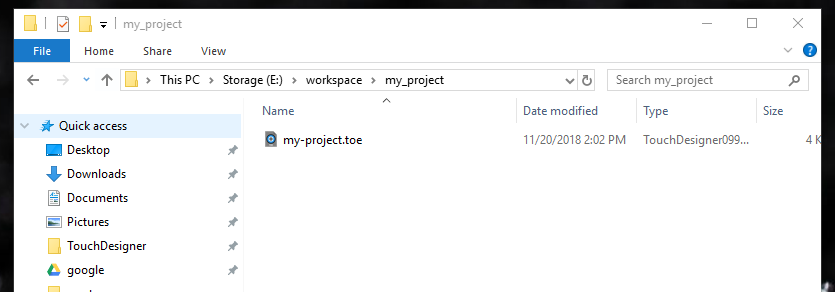 my_project
File Home Share View
This PC Storage (E:) workspace my_project Search my_project
Name Date modified Type Size
Quick access
my-project.toe 11/20/2018 2:02 PM TouchDesigner099... 4 K
Desktop
Downloads
Documents
Pictures
TouchDesigner
google